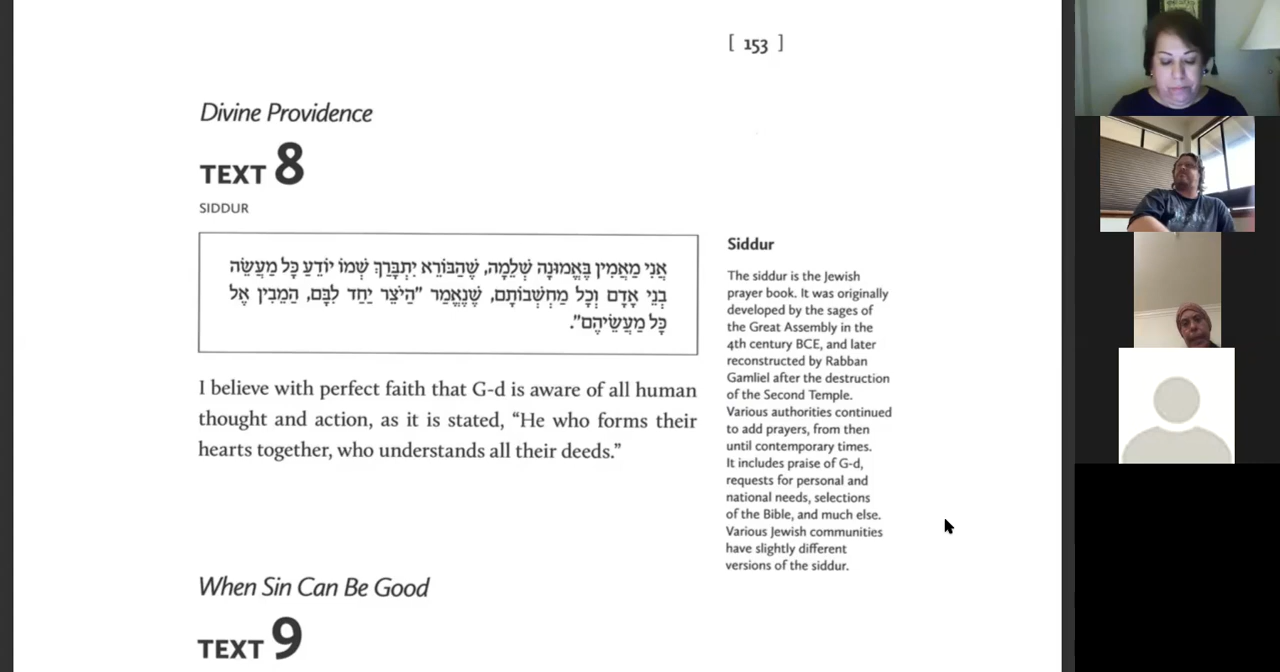 [ 153 ]
Divine Providence
TEXT 8
SIDDUR
אֲנִי מַאֲמִין בֶּאֱמוּנָה שְׁלֵמָה, שֶׁהַבּוֹרֵא יִתְבָּרַךְ שְׁמוֹ יוֹדֵעַ כָּל מַעֲשֵׂה
בְנֵי אָדָם וְכָל מַחְשְׁבוֹתָם, שֶׁנֶּאֱמַר "הַיֹּצֵר יַחַד לִבָּם, הַמֵּבִין אֶל
כָּל מַעֲשֵׂיהֶם".
I believe with perfect faith that G-d is aware of all human
thought and action, as it is stated, “He who forms their
hearts together, who understands all their deeds.”
Siddur
The siddur is the Jewish
prayer book. It was originally
developed by the sages of
the Great Assembly in the
4th century BCE, and later
reconstructed by Rabban
Gamliel after the destruction
of the Second Temple.
Various authorities continued
to add prayers, from then
until contemporary times.
It includes praise of G-d,
requests for personal and
national needs, selections
of the Bible, and much else.
Various Jewish communities
have slightly different
versions of the siddur.
When Sin Can Be Good
TEXT 9